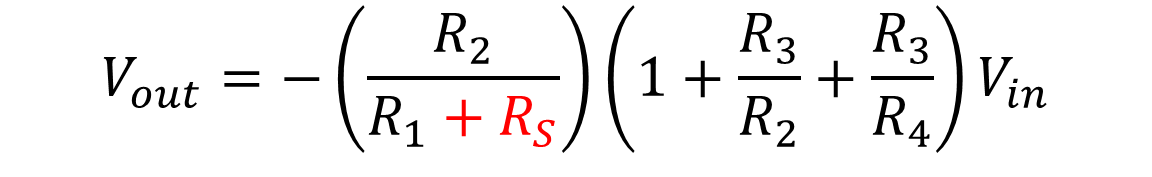 V_out = −(R_2 / (R_1 + R_S)) (1 + R_3/R_2 + R_3/R_4) V_in